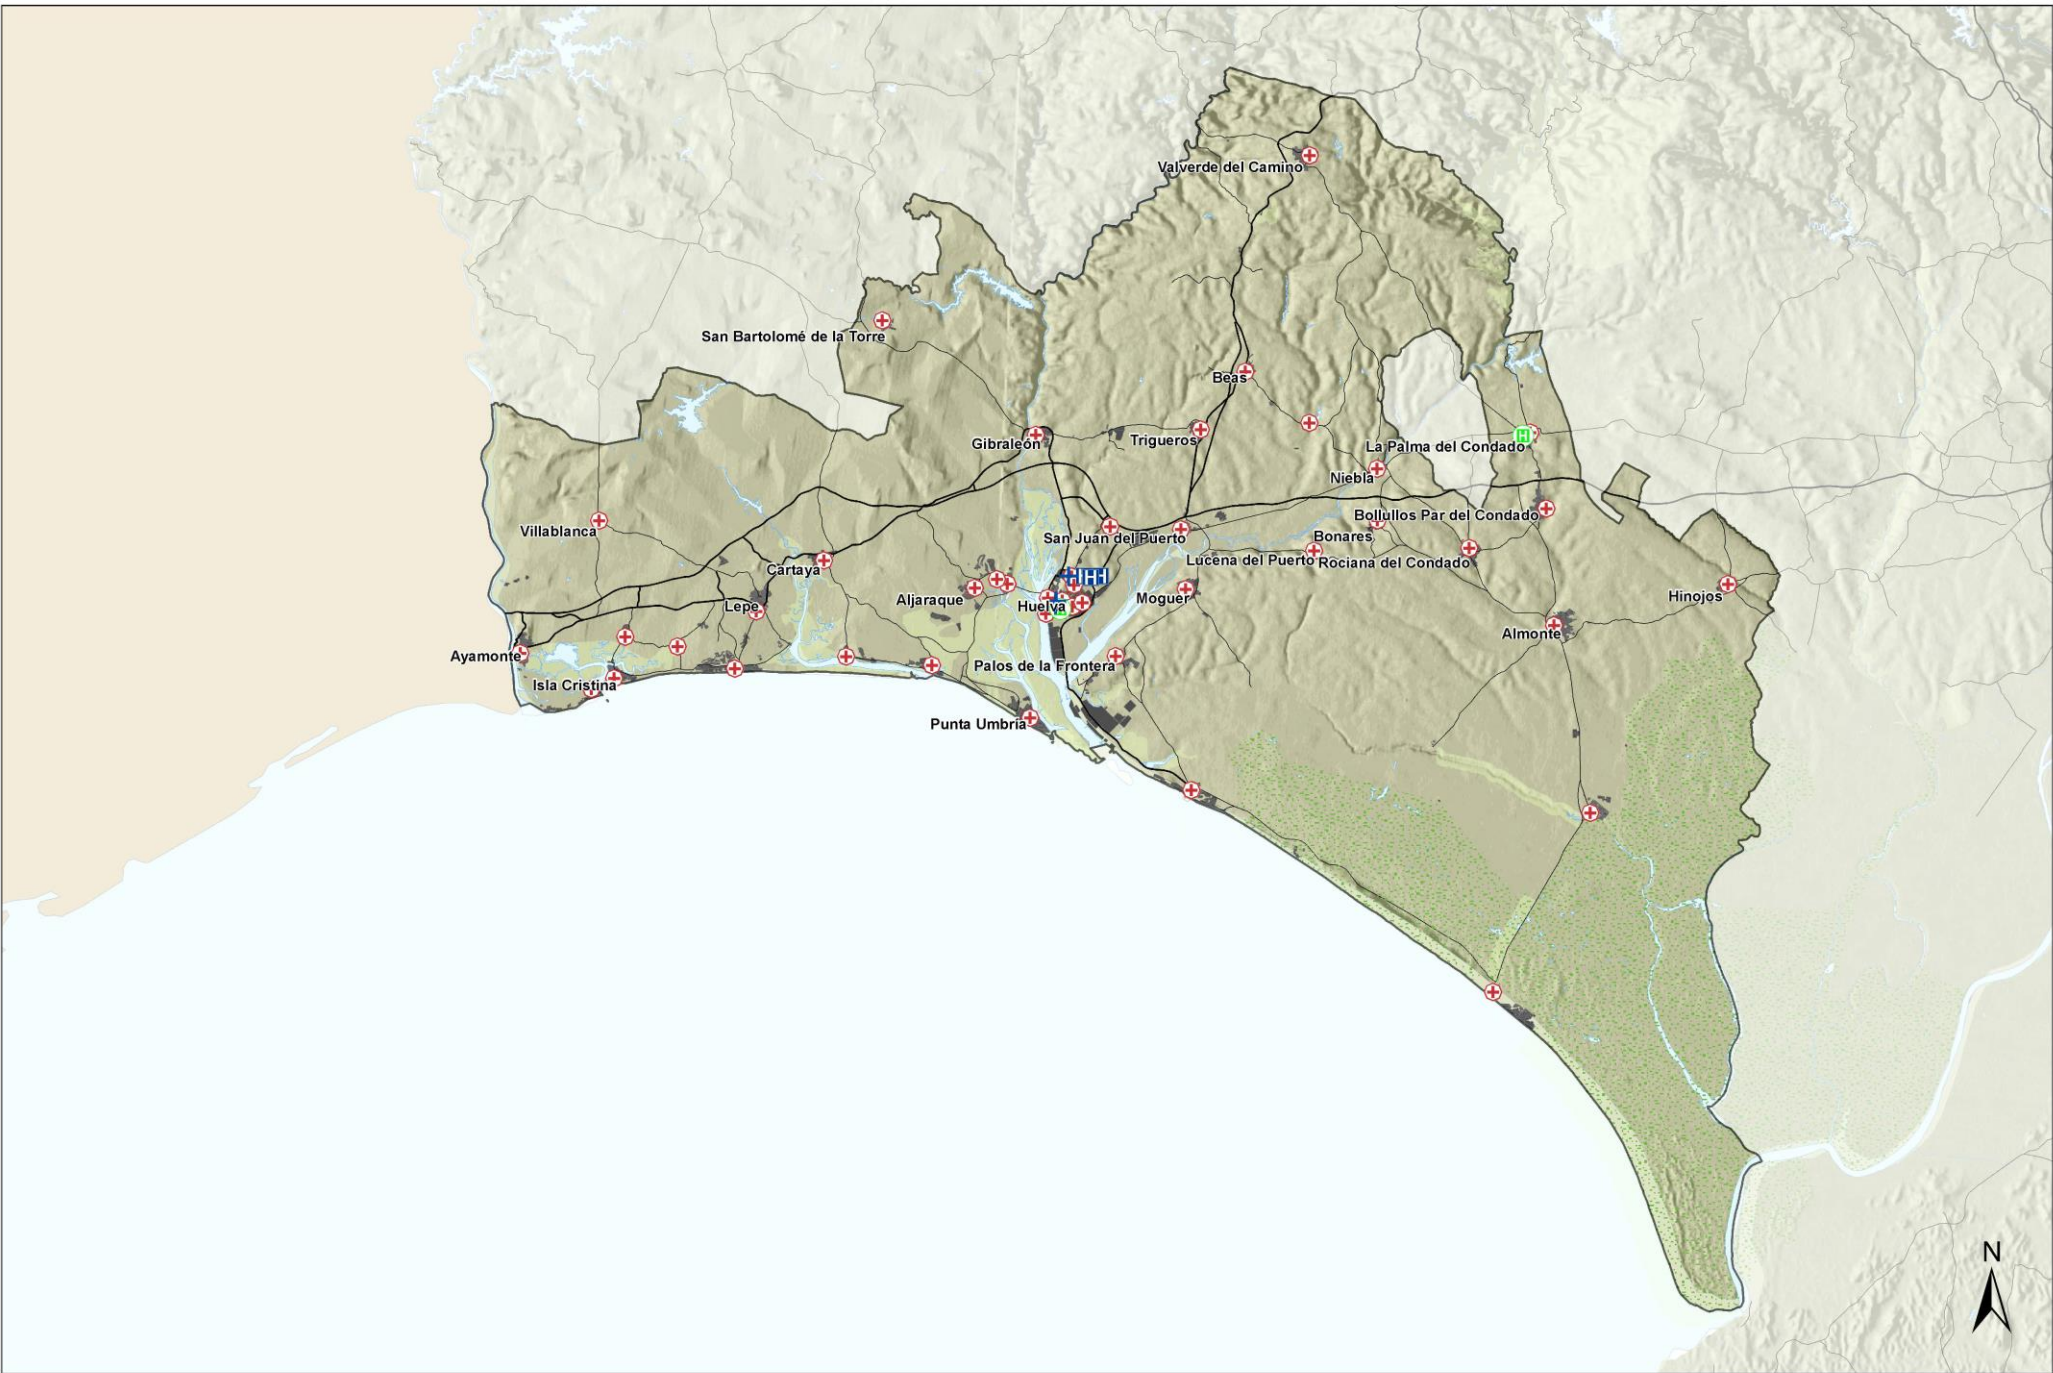 Valverde del Camino
San Bartolomé de la Torre
Beas
Gibraleón
Trigueros
La Palma del Condado
H
Niebla
Villablanca
Bollullos Par del Condado
San Juan del Puerto
Bonares
Cartaya
Lucena del Puerto
Rociana del Condado
Aljaraque
HHH
Lepe
Huelva
Moguer
Hinojos
Almonte
Ayamonte
Palos de la Frontera
Isla Cristina
Punta Umbría
N